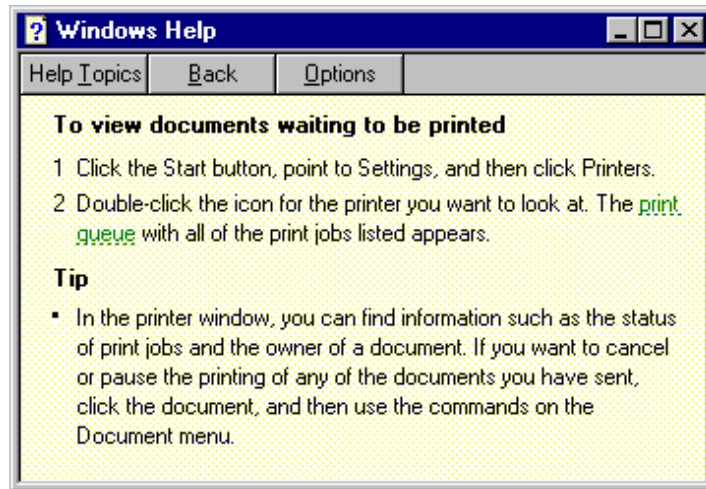 Windows Help
Help Topics Back Options
To view documents waiting to be printed
1 Click the Start button, point to Settings, and then click Printers.
2 Double-click the icon for the printer you want to look at. The print
queue with all of the print jobs listed appears.
Tip
▪ In the printer window, you can find information such as the status
of print jobs and the owner of a document. If you want to cancel
or pause the printing of any of the documents you have sent,
click the document, and then use the commands on the
Document menu.